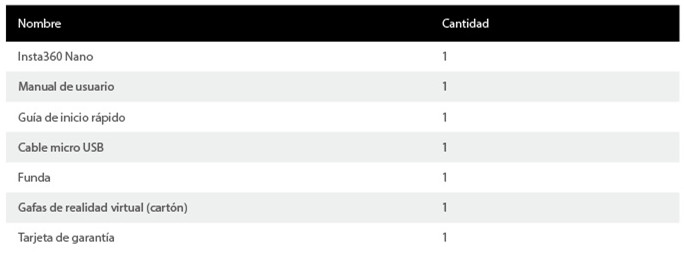 Nombre Cantidad
Insta360 Nano 1
Manual de usuario 1
Guía de inicio rápido 1
Cable micro USB 1
Funda 1
Gafas de realidad virtual (cartón) 1
Tarjeta de garantía 1